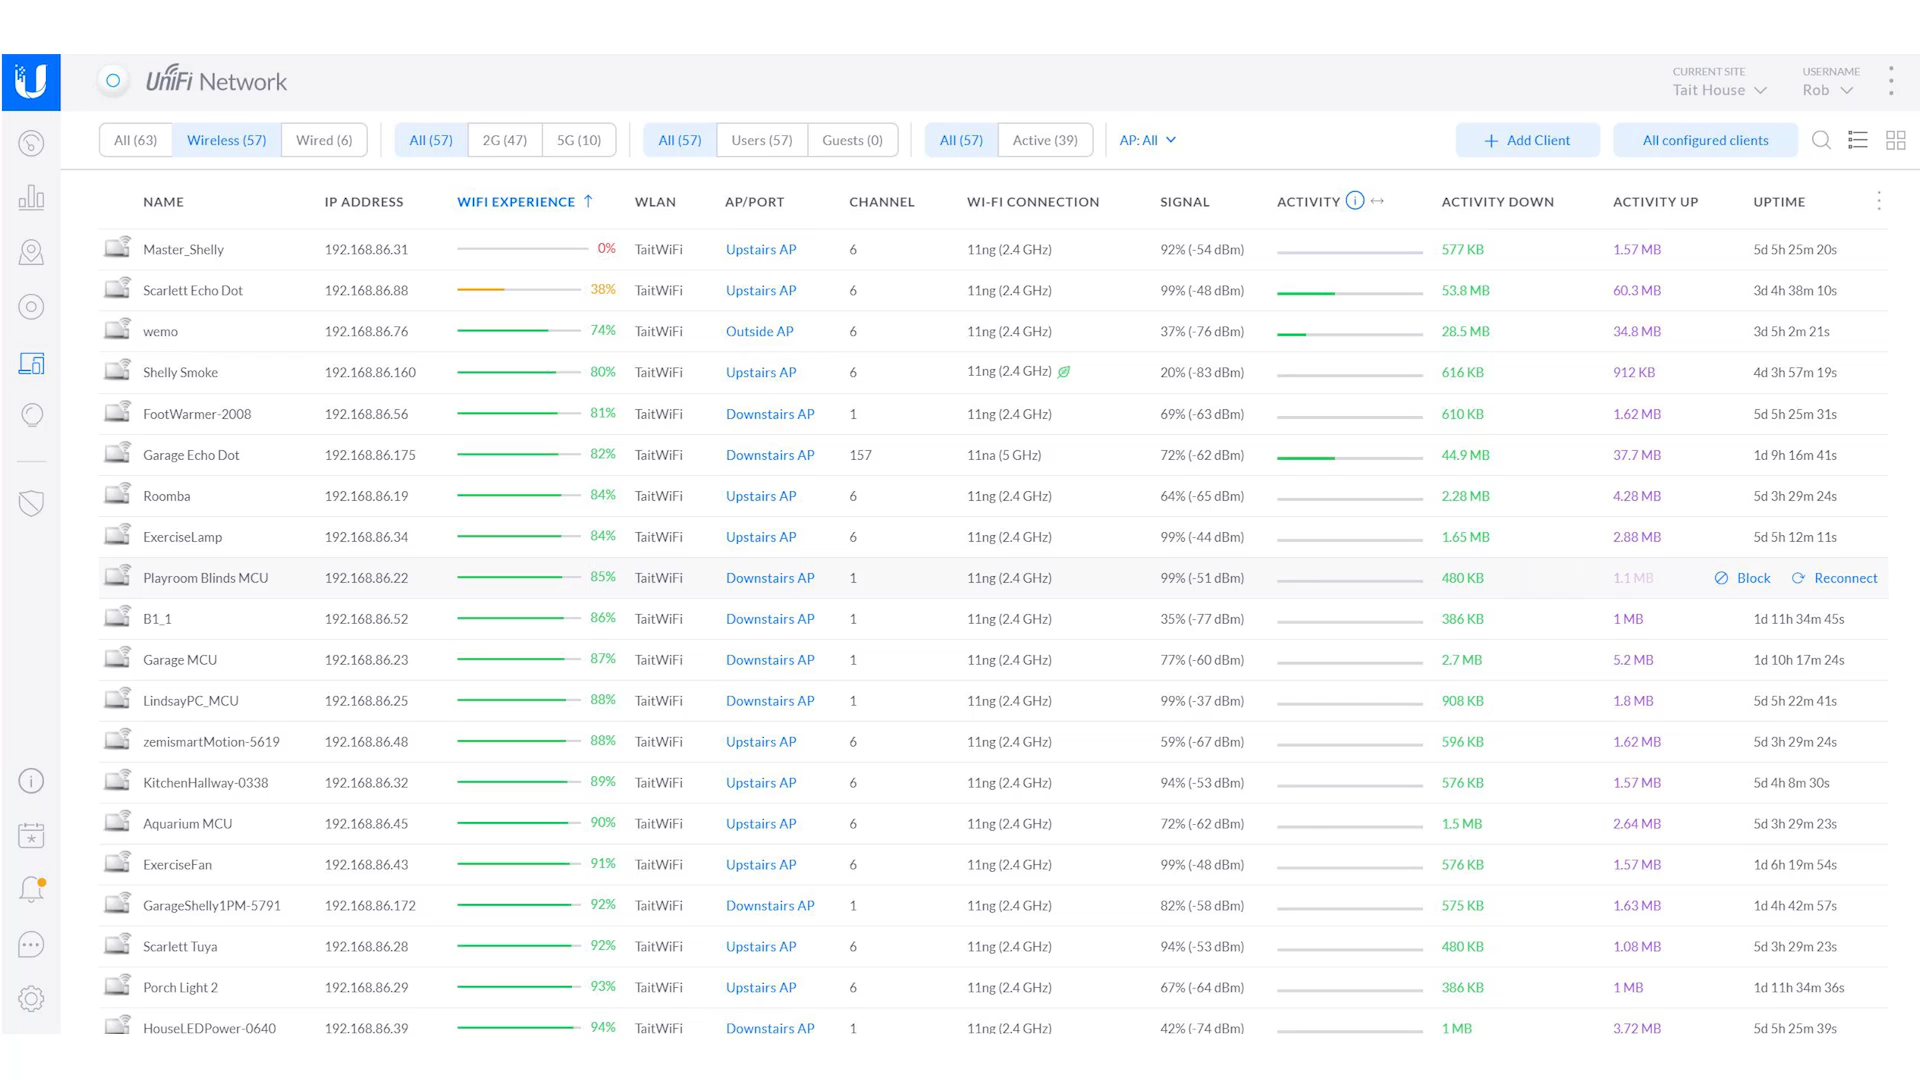 UniFi Network
CURRENT SITE
Tait House
USERNAME
Rob
All (63) Wireless (57) Wired (6) All (57) 2G (47) 5G (10) All (57) Users (57) Guests (0) All (57) Active (39) AP: All + Add Client All configured clients
NAME IP ADDRESS WIFI EXPERIENCE ↑ WLAN AP/PORT CHANNEL WI-FI CONNECTION SIGNAL ACTIVITY ACTIVITY DOWN ACTIVITY UP UPTIME
Master_Shelly 192.168.86.31 0% TaitWiFi Upstairs AP 6 11ng (2.4 GHz) 92% (-54 dBm) 577 KB 1.57 MB 5d 5h 25m 20s
Scarlett Echo Dot 192.168.86.88 38% TaitWiFi Upstairs AP 6 11ng (2.4 GHz) 99% (-48 dBm) 53.8 MB 60.3 MB 3d 4h 38m 10s
wemo 192.168.86.76 74% TaitWiFi Outside AP 6 11ng (2.4 GHz) 37% (-76 dBm) 28.5 MB 34.8 MB 3d 5h 2m 21s
Shelly Smoke 192.168.86.160 80% TaitWiFi Upstairs AP 6 11ng (2.4 GHz) 20% (-83 dBm) 616 KB 912 KB 4d 3h 57m 19s
FootWarmer-2008 192.168.86.56 81% TaitWiFi Downstairs AP 1 11ng (2.4 GHz) 69% (-63 dBm) 610 KB 1.62 MB 5d 5h 25m 31s
Garage Echo Dot 192.168.86.175 82% TaitWiFi Downstairs AP 157 11na (5 GHz) 72% (-62 dBm) 44.9 MB 37.7 MB 1d 9h 16m 41s
Roomba 192.168.86.19 84% TaitWiFi Upstairs AP 6 11ng (2.4 GHz) 64% (-65 dBm) 2.28 MB 4.28 MB 5d 3h 29m 24s
ExerciseLamp 192.168.86.34 84% TaitWiFi Upstairs AP 6 11ng (2.4 GHz) 99% (-44 dBm) 1.65 MB 2.88 MB 5d 5h 12m 11s
Playroom Blinds MCU 192.168.86.22 85% TaitWiFi Downstairs AP 1 11ng (2.4 GHz) 99% (-51 dBm) 480 KB 1.1 MB Block Reconnect
B1_1 192.168.86.52 86% TaitWiFi Downstairs AP 1 11ng (2.4 GHz) 35% (-77 dBm) 386 KB 1 MB 1d 11h 34m 45s
Garage MCU 192.168.86.23 87% TaitWiFi Downstairs AP 1 11ng (2.4 GHz) 77% (-60 dBm) 2.7 MB 5.2 MB 1d 10h 17m 24s
LindsayPC_MCU 192.168.86.25 88% TaitWiFi Downstairs AP 1 11ng (2.4 GHz) 99% (-37 dBm) 908 KB 1.8 MB 5d 5h 22m 41s
zemismartMotion-5619 192.168.86.48 88% TaitWiFi Upstairs AP 6 11ng (2.4 GHz) 59% (-67 dBm) 596 KB 1.62 MB 5d 3h 29m 24s
KitchenHallway-0338 192.168.86.32 89% TaitWiFi Upstairs AP 6 11ng (2.4 GHz) 94% (-53 dBm) 576 KB 1.57 MB 5d 4h 8m 30s
Aquarium MCU 192.168.86.45 90% TaitWiFi Upstairs AP 6 11ng (2.4 GHz) 72% (-62 dBm) 1.5 MB 2.64 MB 5d 3h 29m 23s
ExerciseFan 192.168.86.43 91% TaitWiFi Upstairs AP 6 11ng (2.4 GHz) 99% (-48 dBm) 576 KB 1.57 MB 1d 6h 19m 54s
GarageShelly1PM-5791 192.168.86.172 92% TaitWiFi Downstairs AP 1 11ng (2.4 GHz) 82% (-58 dBm) 575 KB 1.63 MB 1d 4h 42m 57s
Scarlett Tuya 192.168.86.28 92% TaitWiFi Upstairs AP 6 11ng (2.4 GHz) 94% (-53 dBm) 480 KB 1.08 MB 5d 3h 29m 23s
Porch Light 2 192.168.86.29 93% TaitWiFi Upstairs AP 6 11ng (2.4 GHz) 67% (-64 dBm) 386 KB 1 MB 1d 11h 34m 36s
HouseLEDPower-0640 192.168.86.39 94% TaitWiFi Downstairs AP 1 11ng (2.4 GHz) 42% (-74 dBm) 1 MB 3.72 MB 5d 5h 25m 39s